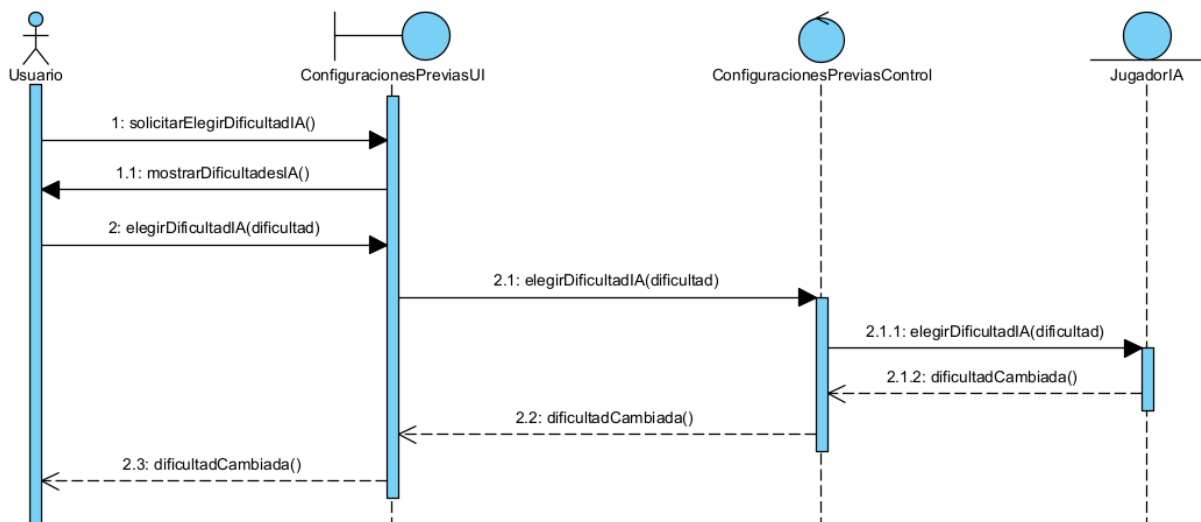 Usuario
ConfiguracionesPreviasUI
ConfiguracionesPreviasControl
JugadorIA
1: solicitarElegirDificultadIA()
1.1: mostrarDificultadesIA()
2: elegirDificultadIA(dificultad)
2.1: elegirDificultadIA(dificultad)
2.1.1: elegirDificultadIA(dificultad)
2.1.2: dificultadCambiada()
2.2: dificultadCambiada()
2.3: dificultadCambiada()